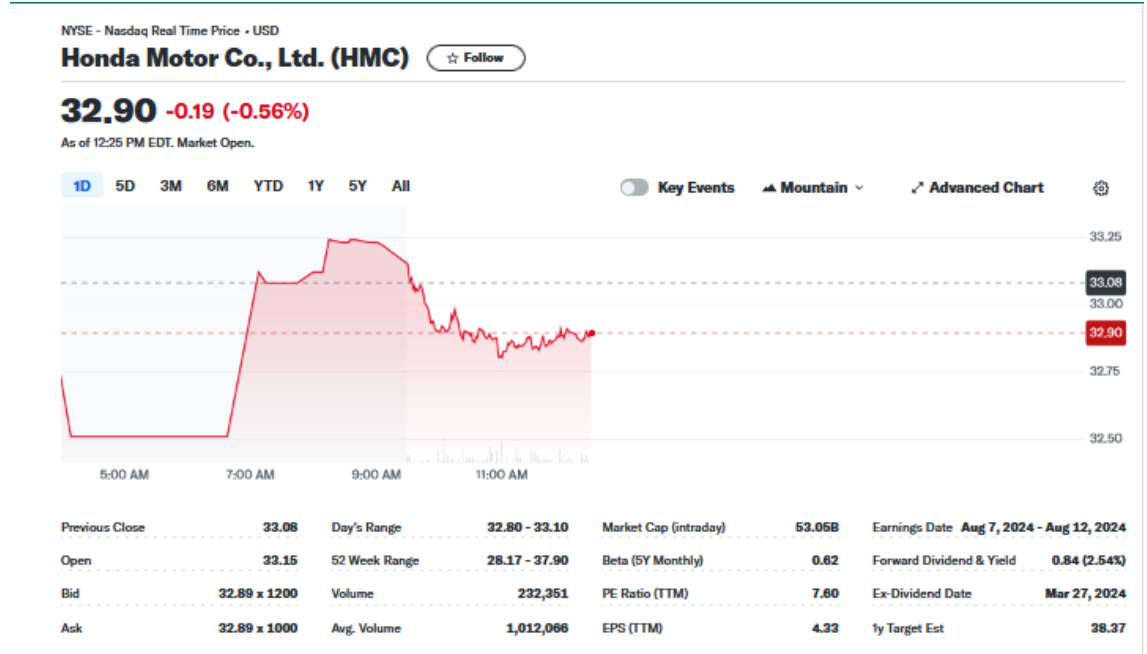 NYSE - Nasdaq Real Time Price • USD
Honda Motor Co., Ltd. (HMC) ☆ Follow
32.90 -0.19 (-0.56%)
As of 12:25 PM EDT. Market Open.
1D 5D 3M 6M YTD 1Y 5Y All Key Events Mountain Advanced Chart
33.25
33.08
33.00
32.90
32.75
32.50
5:00 AM 7:00 AM 9:00 AM 11:00 AM
Previous Close 33.08 Day's Range 32.80 - 33.10 Market Cap (intraday) 53.05B Earnings Date Aug 7, 2024 - Aug 12, 2024
Open 33.15 52 Week Range 28.17 - 37.90 Beta (5Y Monthly) 0.62 Forward Dividend & Yield 0.84 (2.54%)
Bid 32.89 x 1200 Volume 232,351 PE Ratio (TTM) 7.60 Ex-Dividend Date Mar 27, 2024
Ask 32.89 x 1000 Avg. Volume 1,012,066 EPS (TTM) 4.33 1y Target Est 38.37